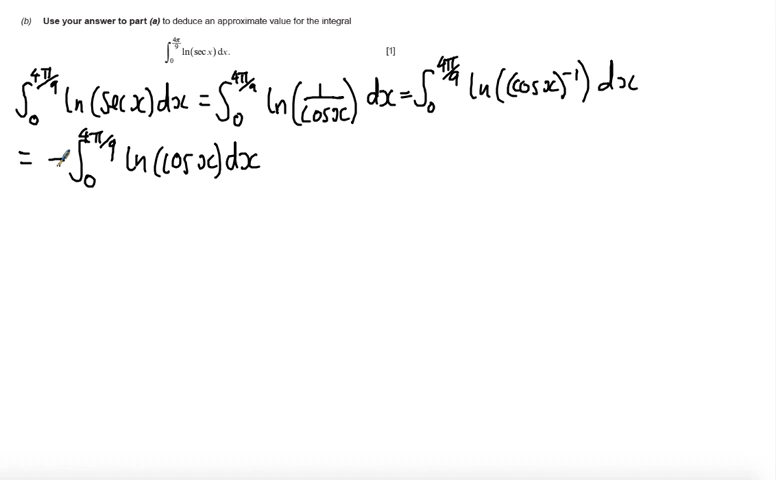 (b) Use your answer to part (a) to deduce an approximate value for the integral
∫₀^(4π/9) ln(sec x) dx. [1]
∫₀^(4π/9) ln(sec x) dx = ∫₀^(4π/9) ln(1/cos x) dx = ∫₀^(4π/9) ln((cos x)⁻¹) dx
= -∫₀^(4π/9) ln(cos x) dx